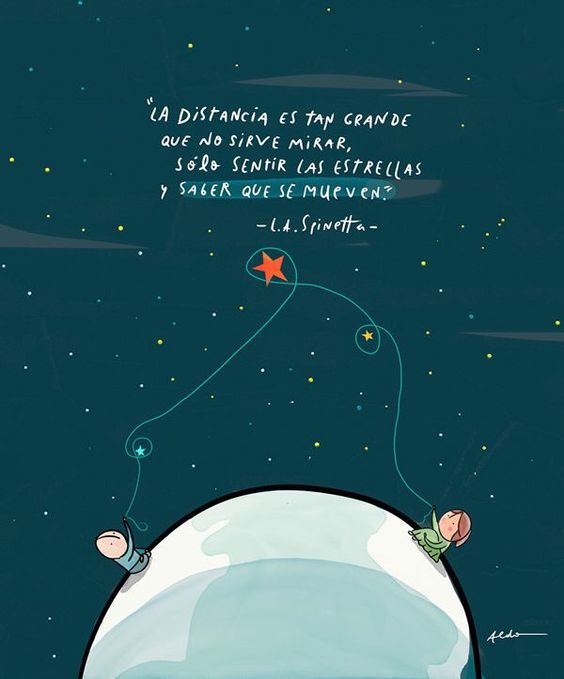 "LA DISTANCIA ES TAN GRANDE
QUE NO SIRVE MIRAR,
SÓLO SENTIR LAS ESTRELLAS
Y SABER QUE SE MUEVEN."
-L.A. Spinetta-
Aldo